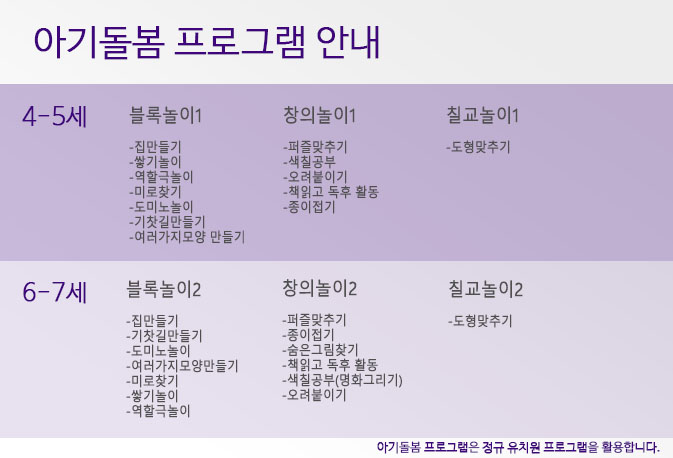 아기돌봄 프로그램 안내
4-5세
블록놀이1
-집만들기
-쌓기놀이
-역할극놀이
-미로찾기
-도미노놀이
-기찻길만들기
-여러가지모양 만들기
창의놀이1
-퍼즐맞추기
-색칠공부
-오려붙이기
-책읽고 독후 활동
-종이접기
칠교놀이1
-도형맞추기
6-7세
블록놀이2
-집만들기
-기찻길만들기
-도미노놀이
-여러가지모양만들기
-미로찾기
-쌓기놀이
-역할극놀이
창의놀이2
-퍼즐맞추기
-종이접기
-숨은그림찾기
-책읽고 독후 활동
-색칠공부(명화그리기)
-오려붙이기
칠교놀이2
-도형맞추기
아기돌봄 프로그램은 정규 유치원 프로그램을 활용합니다.